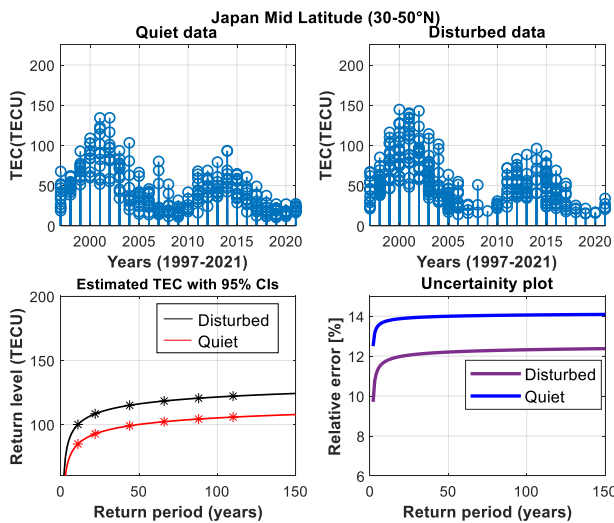 Japan Mid Latitude (30-50°N)
Quiet data
Disturbed data
TEC(TECU)
200
150
100
50
0
2000 2005 2010 2015 2020
Years (1997-2021)
TEC(TECU)
200
150
100
50
0
2000 2005 2010 2015 2020
Years (1997-2021)
Estimated TEC with 95% CIs
Return level (TECU)
200
150
100
Disturbed
Quiet
0 50 100 150
Return period (years)
Uncertainity plot
Relative error [%]
14
12
10
8
6
Disturbed
Quiet
0 50 100 150
Return period (years)